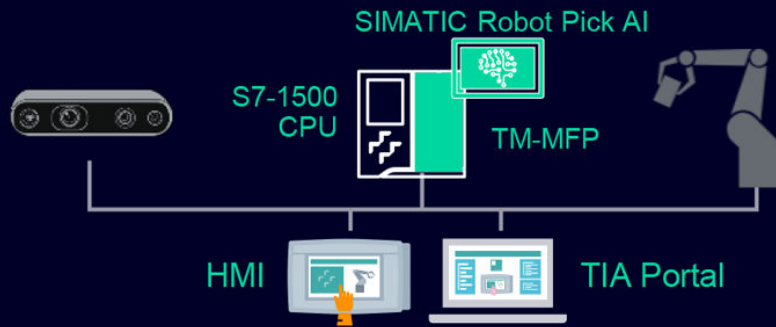 SIMATIC Robot Pick AI
S7-1500
CPU
TM-MFP
HMI
TIA Portal